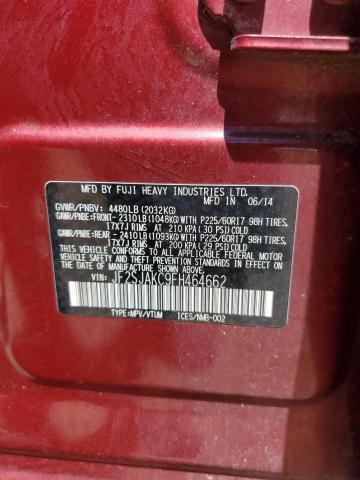 MFD BY FUJI HEAVY INDUSTRIES LTD.
GVWR/PNBV: 4480LB(2032KG) MFD IN 06/14
GAWR/PNBE:FRONT-2310LB(1048KG)WITH P225/60R17 98H TIRES,
17X7J RIMS AT 210 KPA (30 PSI) COLD
GAWR/PNBE: REAR-2410LB(1093KG)WITH P225/60R17 98H TIRES,
17X7J RIMS AT 200 KPA (29 PSI) COLD
THIS VEHICLE CONFORMS TO ALL APPLICABLE FEDERAL MOTOR
VEHICLE SAFETY STANDARDS IN EFFECT ON THE DATE OF
MANUFACTURE SHOWN ABOVE.
VIN: JF2SJAKC9FH464662
TYPE:MPV/VTUM ICES/NMB-002